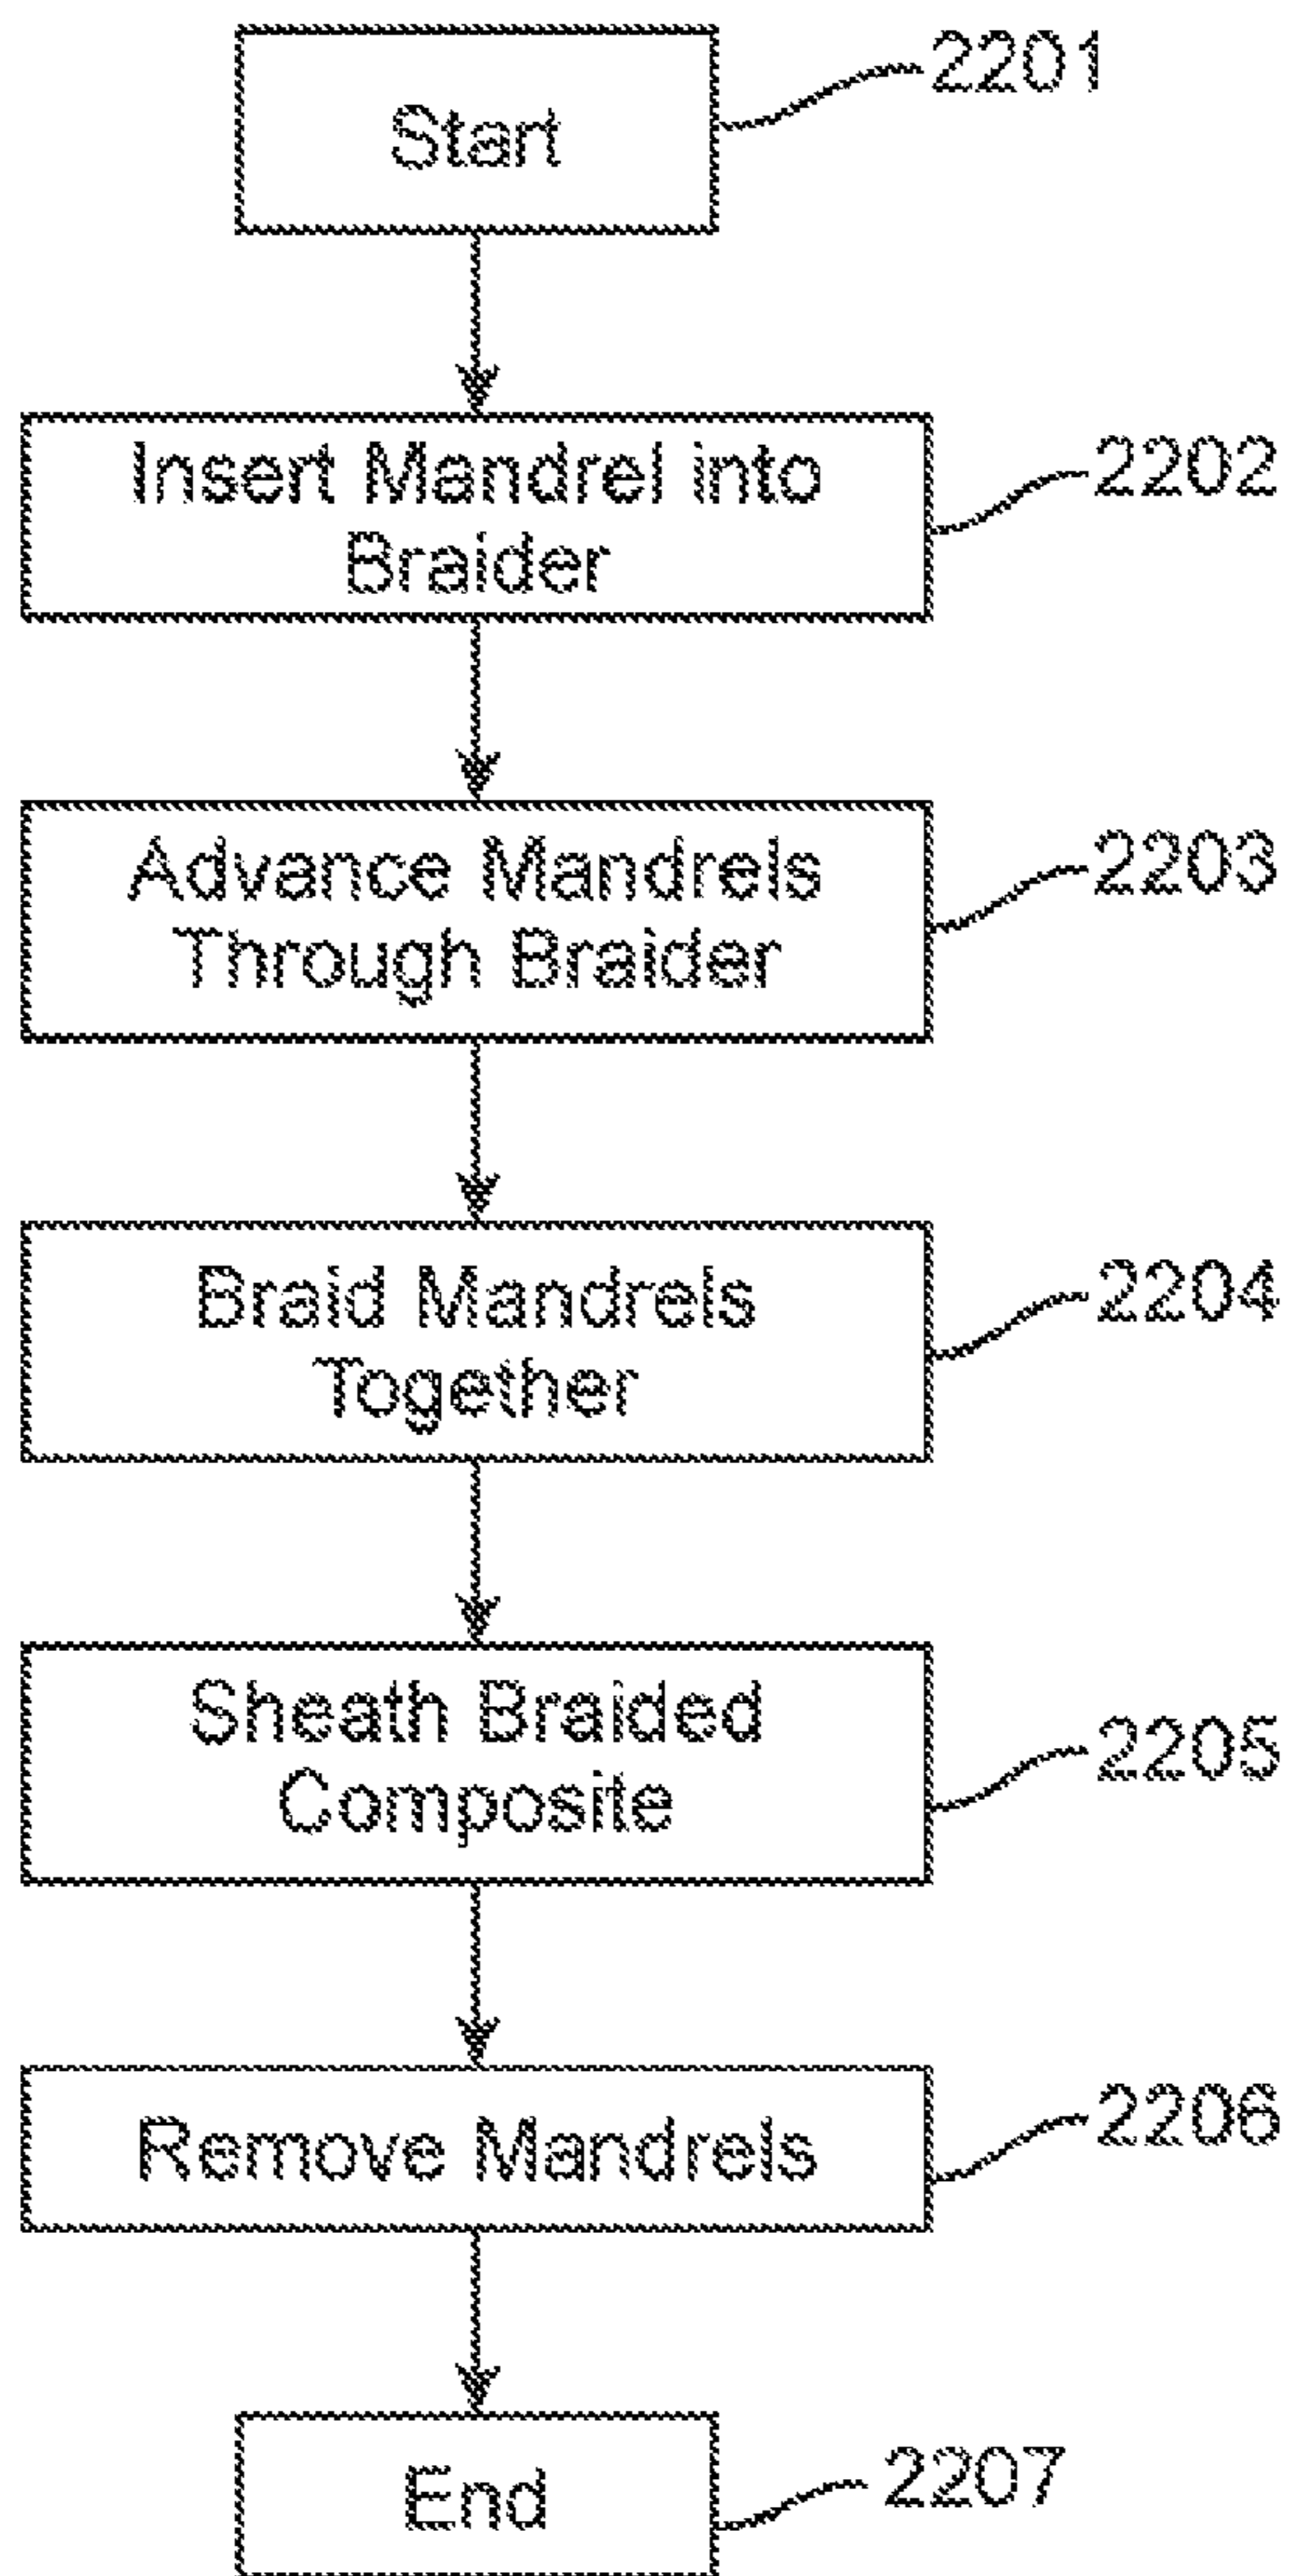 Start
2201
Insert Mandrel into
Braider
2202
Advance Mandrels
Through Braider
2203
Braid Mandrels
Together
2204
Sheath Braided
Composite
2205
Remove Mandrels
2206
End
2207